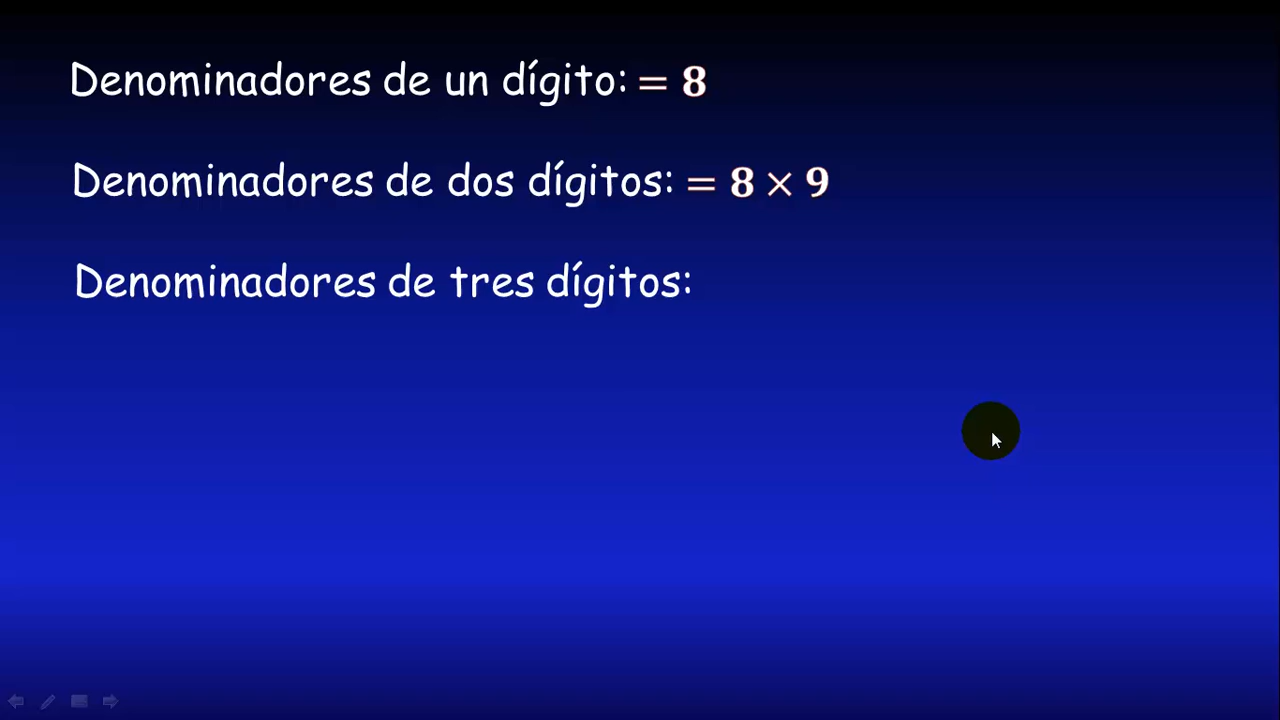 Denominadores de un dígito: = 8
Denominadores de dos dígitos: = 8 × 9
Denominadores de tres dígitos: